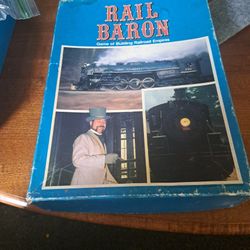 RAIL
BARON
Game of Building Railroad Empires